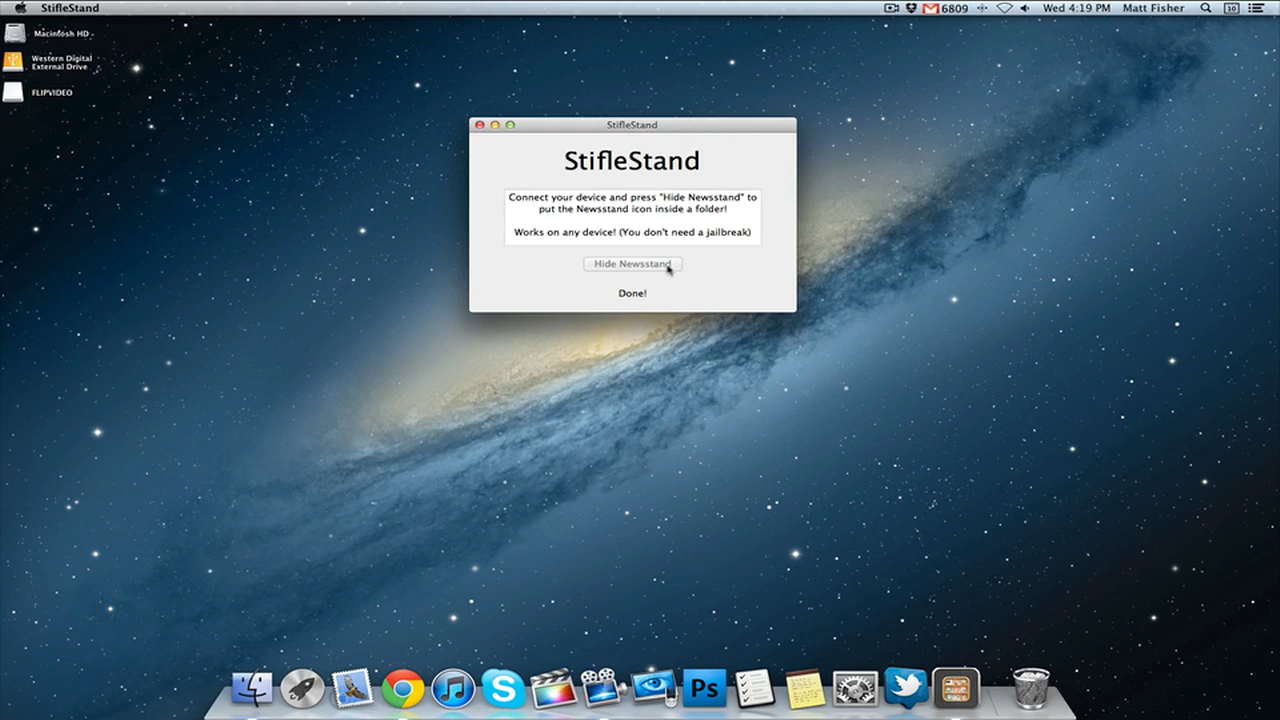 StifleStand
6809
Wed 4:19 PM
Matt Fisher
10
Macintosh HD
Western Digital
External Drive
FLIPVIDEO
StifleStand
StifleStand
Connect your device and press "Hide Newsstand" to
put the Newsstand icon inside a folder!
Works on any device! (You don't need a jailbreak)
Hide Newsstand
Done!
S
Ps